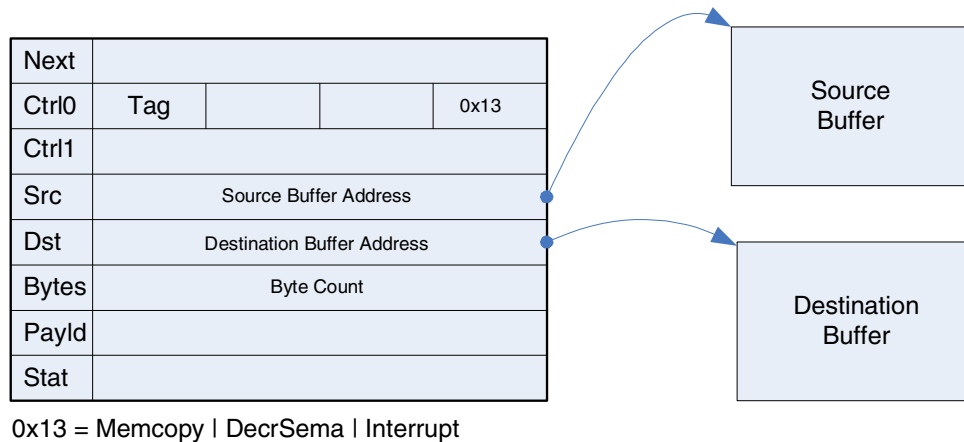 Next
Ctrl0 Tag 0x13
Ctrl1
Src Source Buffer Address
Dst Destination Buffer Address
Bytes Byte Count
Payld
Stat
Source
Buffer
Destination
Buffer
0x13 = Memcopy | DecrSema | Interrupt